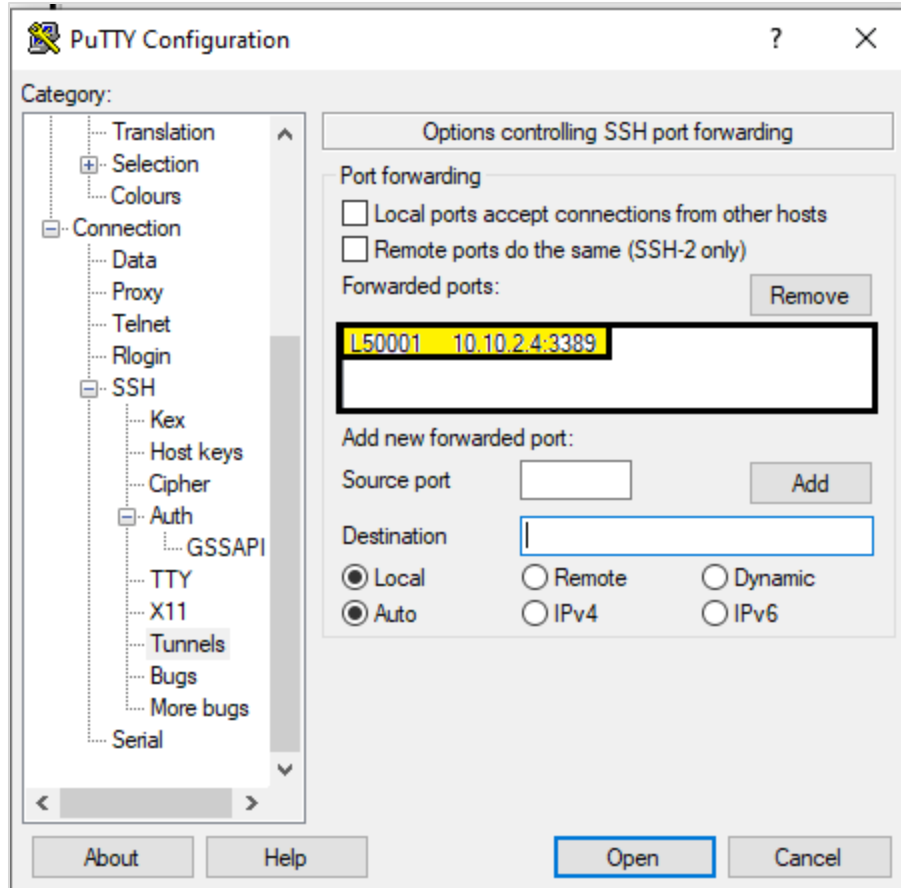 PuTTY Configuration
?
Category:
Translation
Selection
Colours
Connection
Data
Proxy
Telnet
Rlogin
SSH
Kex
Host keys
Cipher
Auth
GSSAPI
TTY
X11
Tunnels
Bugs
More bugs
Serial
Options controlling SSH port forwarding
Port forwarding
Local ports accept connections from other hosts
Remote ports do the same (SSH-2 only)
Forwarded ports:
Remove
L50001 10.10.2.4:3389
Add new forwarded port:
Source port
Add
Destination
Local Remote Dynamic
Auto IPv4 IPv6
About Help Open Cancel